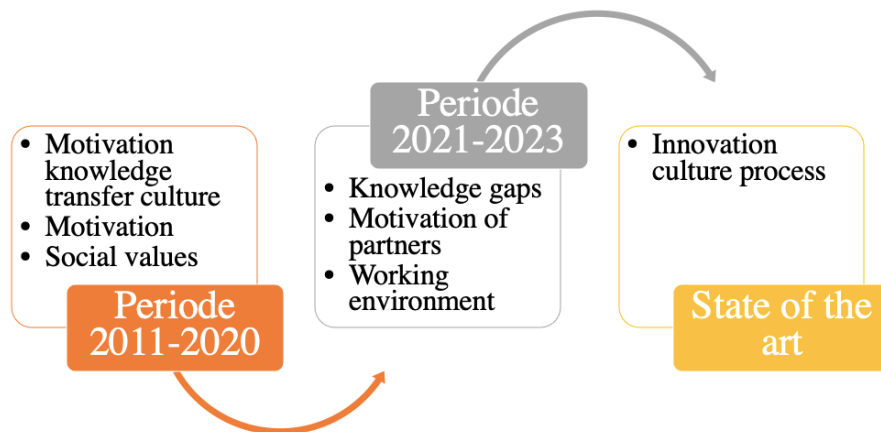 • Motivation
knowledge
transfer culture
• Motivation
• Social values
Periode
2011-2020
Periode
2021-2023
• Knowledge gaps
• Motivation of
partners
• Working
environment
• Innovation
culture process
State of the
art